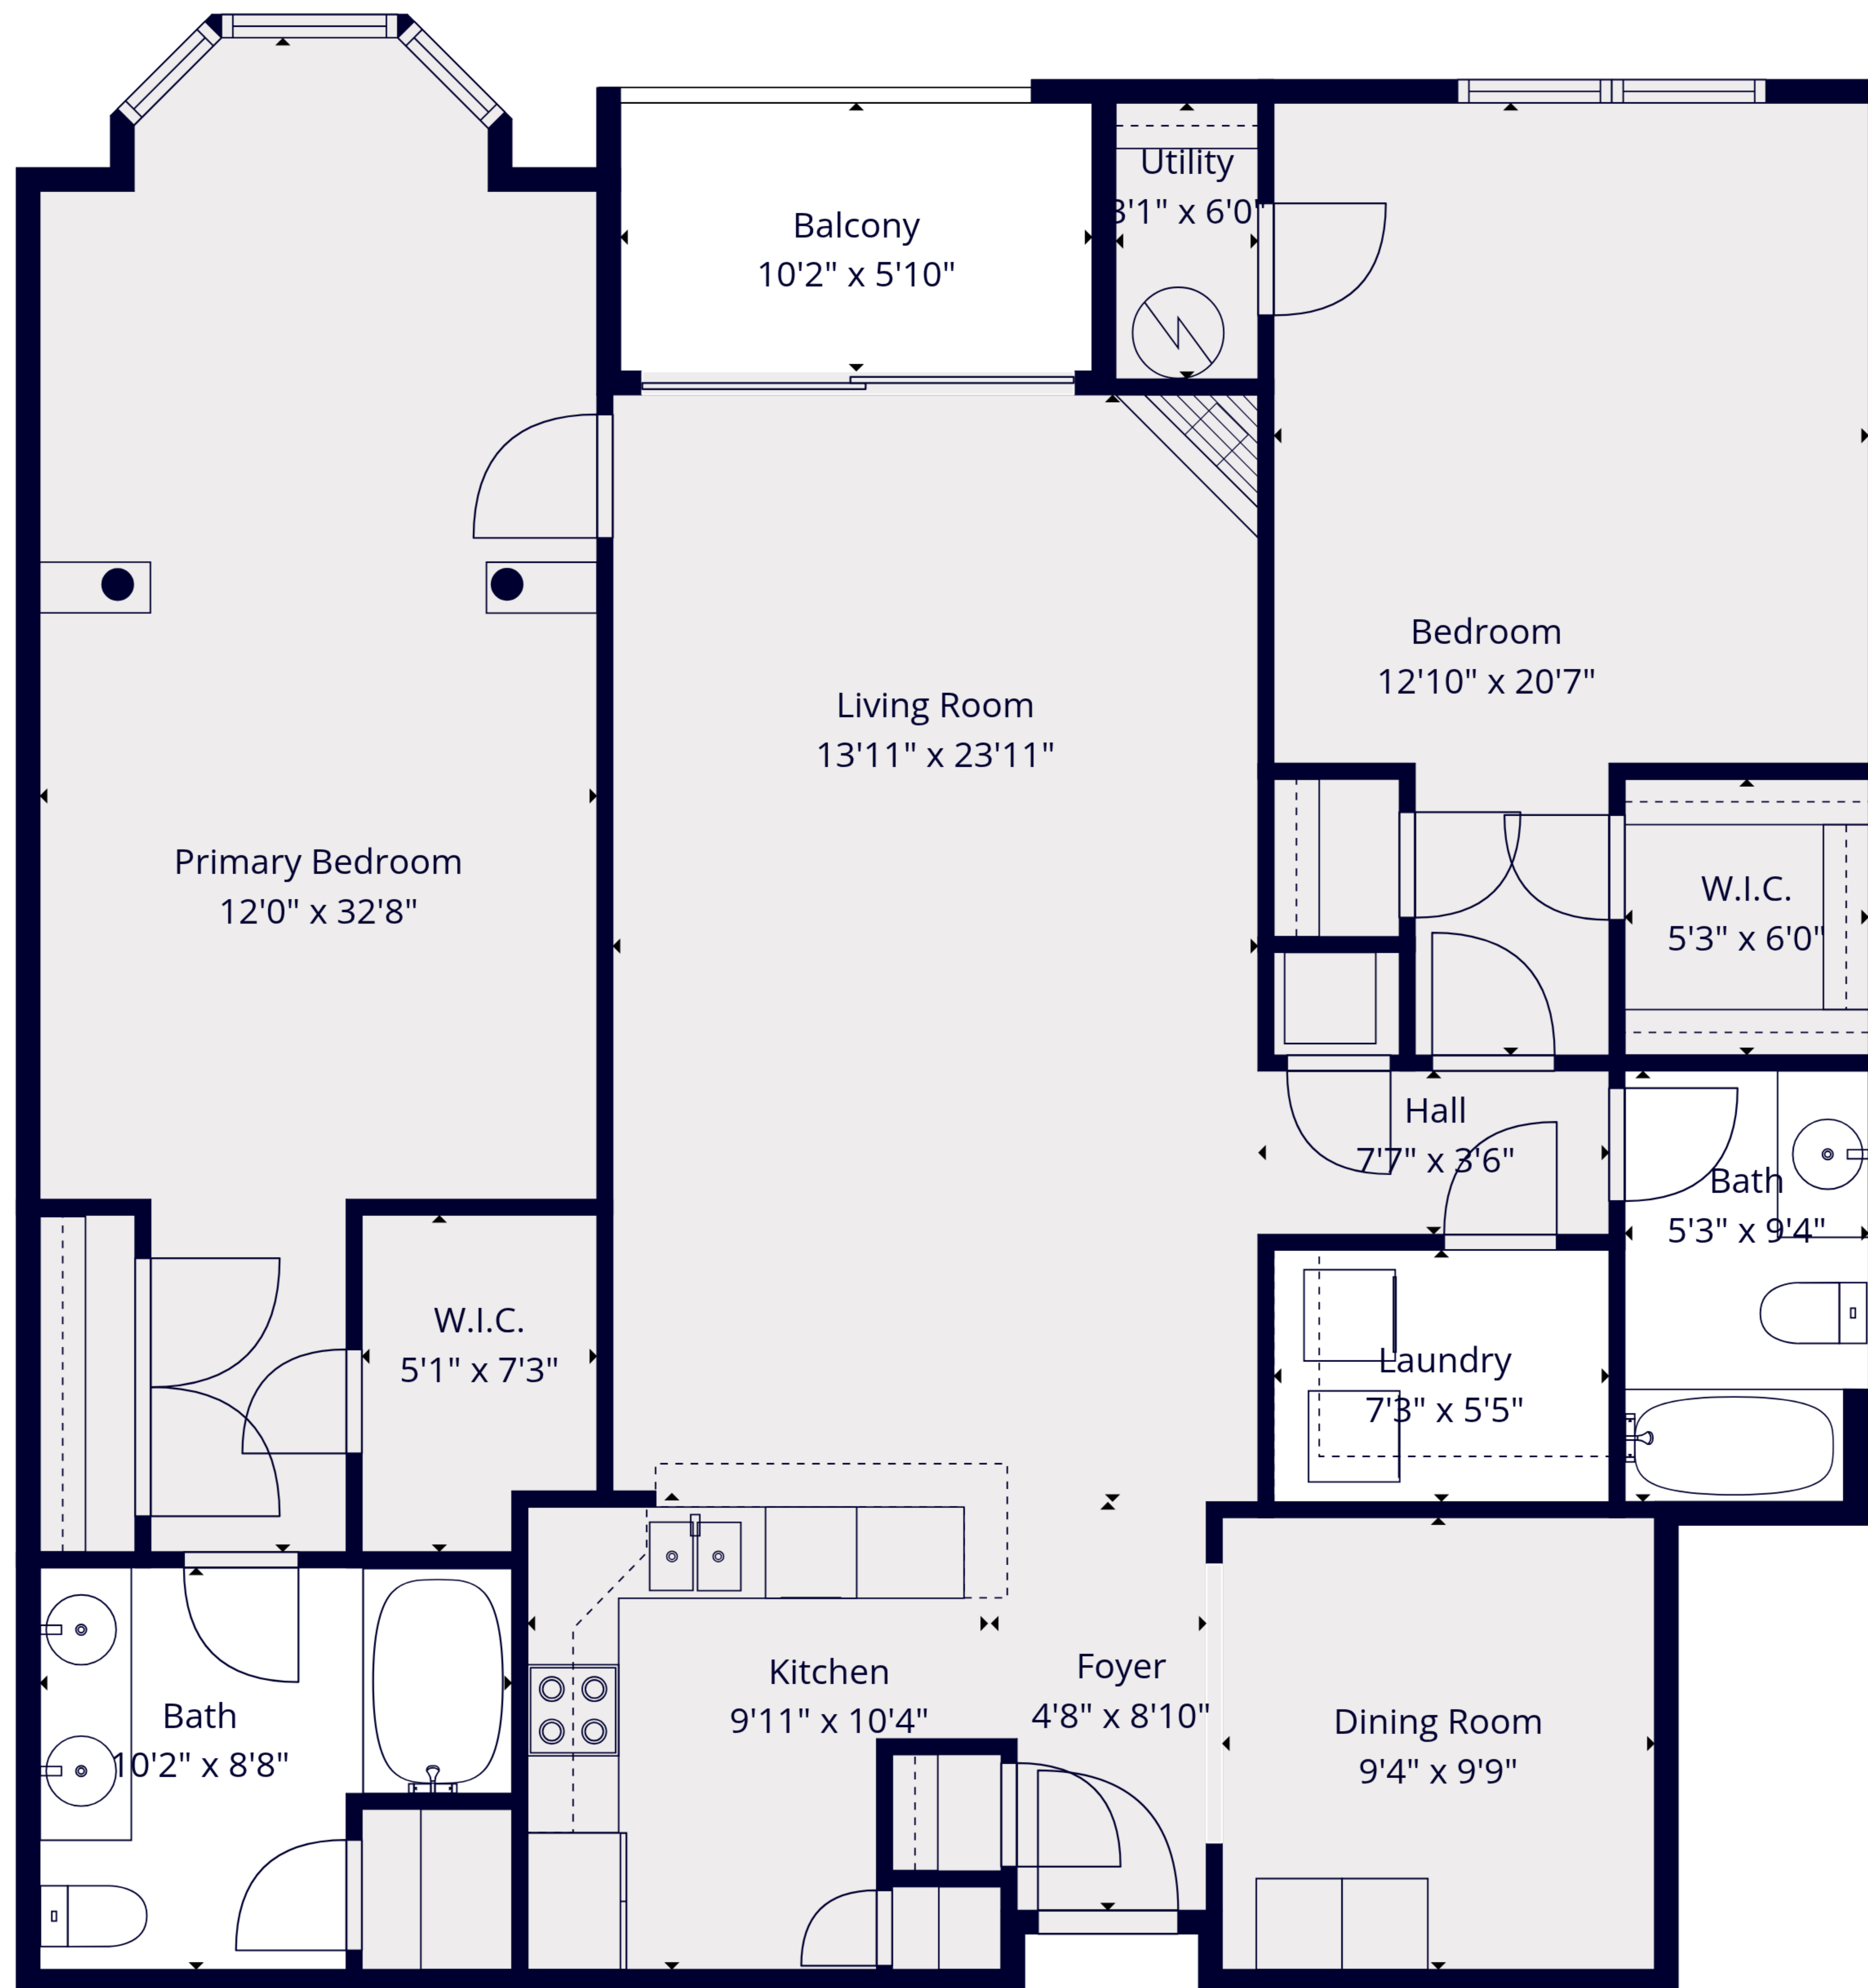 Utility
3'1" x 6'0"
Balcony
10'2" x 5'10"
Bedroom
12'10" x 20'7"
Living Room
13'11" x 23'11"
Primary Bedroom
12'0" x 32'8"
W.I.C.
5'3" x 6'0"
Hall
7'7" x 3'6"
Bath
5'3" x 9'4"
W.I.C.
5'1" x 7'3"
Laundry
7'3" x 5'5"
Kitchen
9'11" x 10'4"
Foyer
4'8" x 8'10"
Bath
10'2" x 8'8"
Dining Room
9'4" x 9'9"